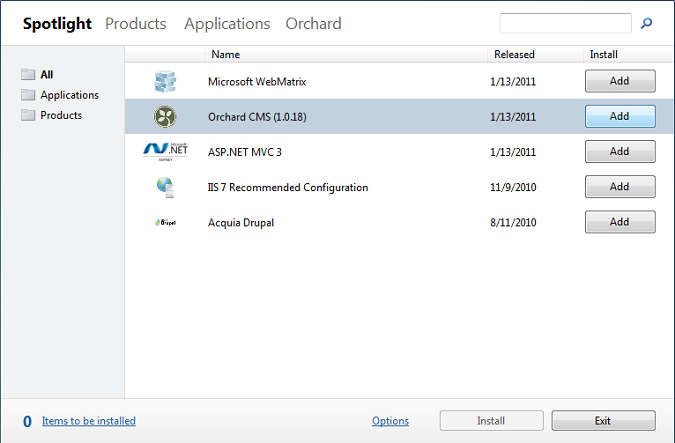 Spotlight Products Applications Orchard
Name Released Install
All
Applications
Products
Microsoft WebMatrix 1/13/2011 Add
Orchard CMS (1.0.18) 1/13/2011 Add
Microsoft
.NET
ASP.NET
ASP.NET MVC 3 1/13/2011 Add
IIS 7 Recommended Configuration 11/9/2010 Add
Drupal
Acquia Drupal 8/11/2010 Add
0 Items to be installed Options Install Exit